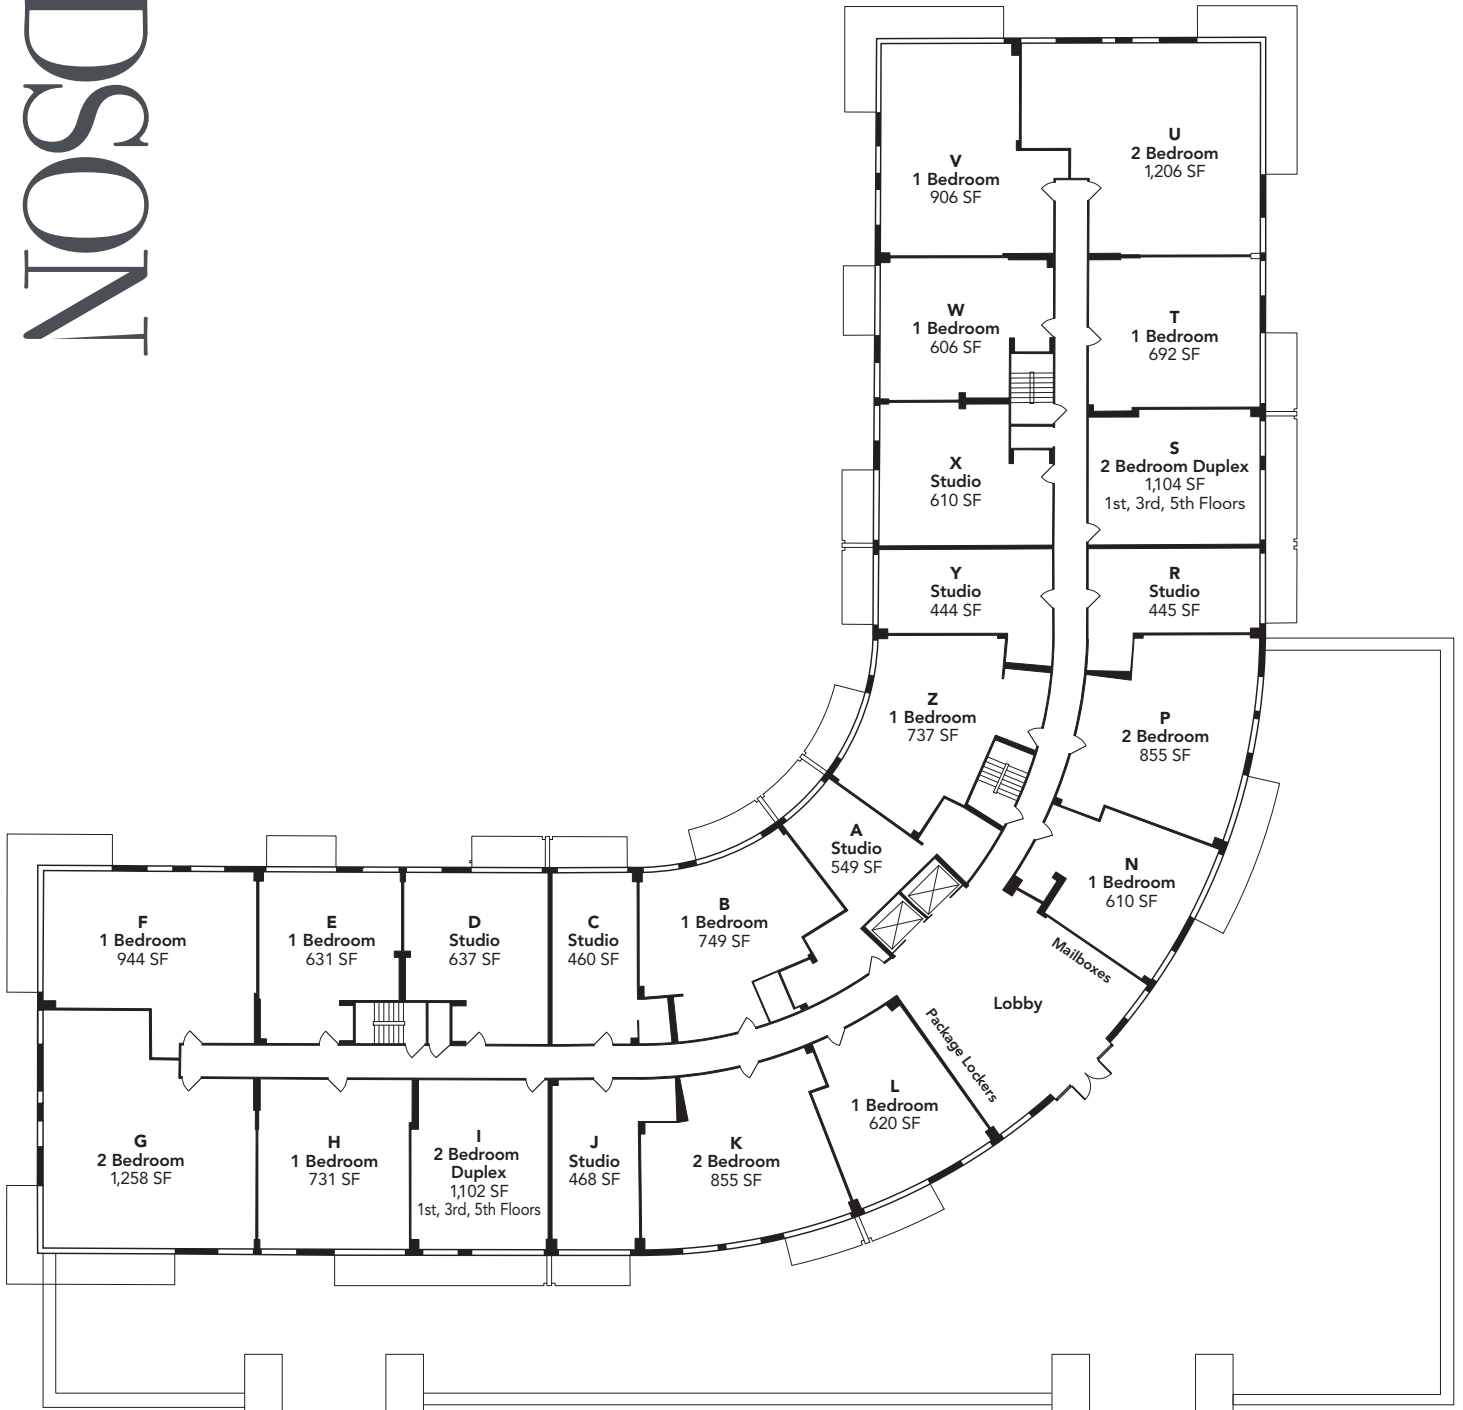 DSON
U
2 Bedroom
1,206 SF
V
1 Bedroom
906 SF
W
1 Bedroom
606 SF
T
1 Bedroom
692 SF
X
Studio
610 SF
S
2 Bedroom Duplex
1,104 SF
1st, 3rd, 5th Floors
Y
Studio
444 SF
R
Studio
445 SF
Z
1 Bedroom
737 SF
P
2 Bedroom
855 SF
A
Studio
549 SF
N
1 Bedroom
610 SF
B
1 Bedroom
749 SF
F
1 Bedroom
944 SF
E
1 Bedroom
631 SF
D
Studio
637 SF
C
Studio
460 SF
Mailboxes
Lobby
Package Lockers
L
1 Bedroom
620 SF
G
2 Bedroom
1,258 SF
H
1 Bedroom
731 SF
I
2 Bedroom
Duplex
1,102 SF
1st, 3rd, 5th Floors
J
Studio
468 SF
K
2 Bedroom
855 SF